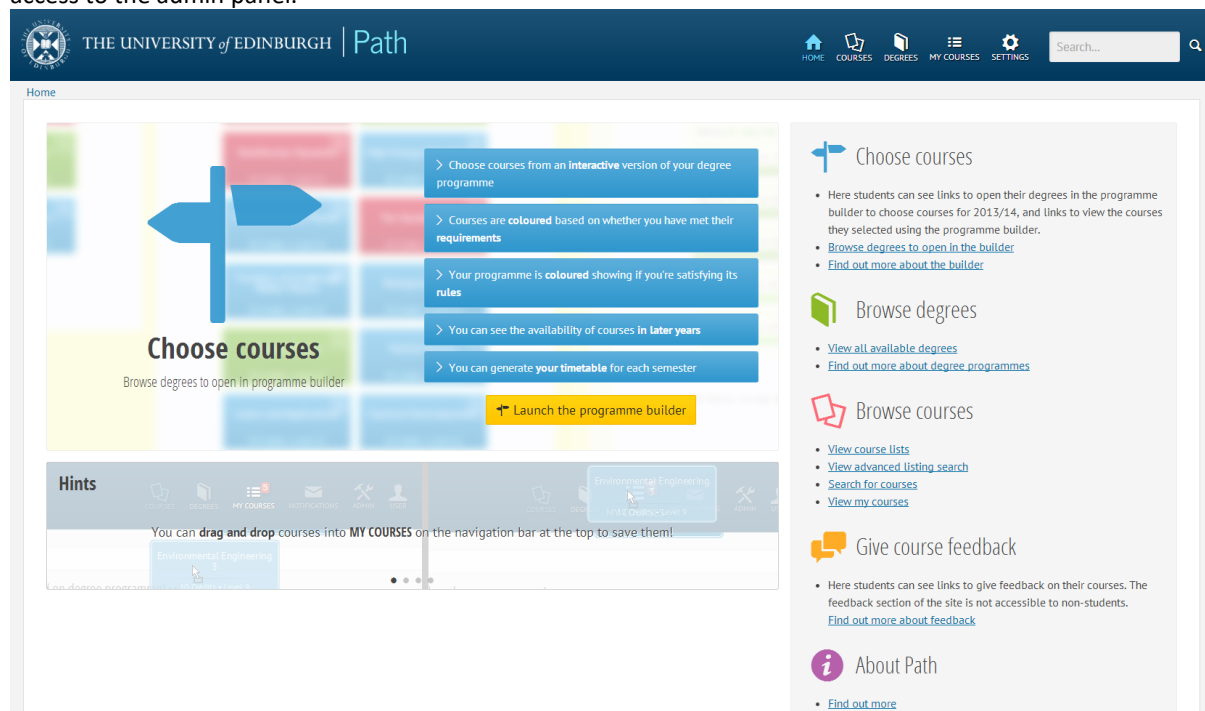 access to the admin panel.
THE UNIVERSITY of EDINBURGH | Path
HOME COURSES DEGREES MY COURSES SETTINGS Search...
Home
Choose courses
Browse degrees to open in programme builder
> Choose courses from an interactive version of your degree
programme
> Courses are coloured based on whether you have met their
requirements
> Your programme is coloured showing if you're satisfying its
rules
> You can see the availability of courses in later years
> You can generate your timetable for each semester
Launch the programme builder
Hints
COURSES DEGREES MY COURSES NOTIFICATIONS ADMIN USER
Environmental Engineering
You can drag and drop courses into MY COURSES on the navigation bar at the top to save them!
Environmental Engineering
Choose courses
• Here students can see links to open their degrees in the programme
builder to choose courses for 2013/14, and links to view the courses
they selected using the programme builder.
• Browse degrees to open in the builder
• Find out more about the builder
Browse degrees
• View all available degrees
• Find out more about degree programmes
Browse courses
• View course lists
• View advanced listing search
• Search for courses
• View my courses
Give course feedback
• Here students can see links to give feedback on their courses. The
feedback section of the site is not accessible to non-students.
Find out more about feedback
About Path
• Find out more